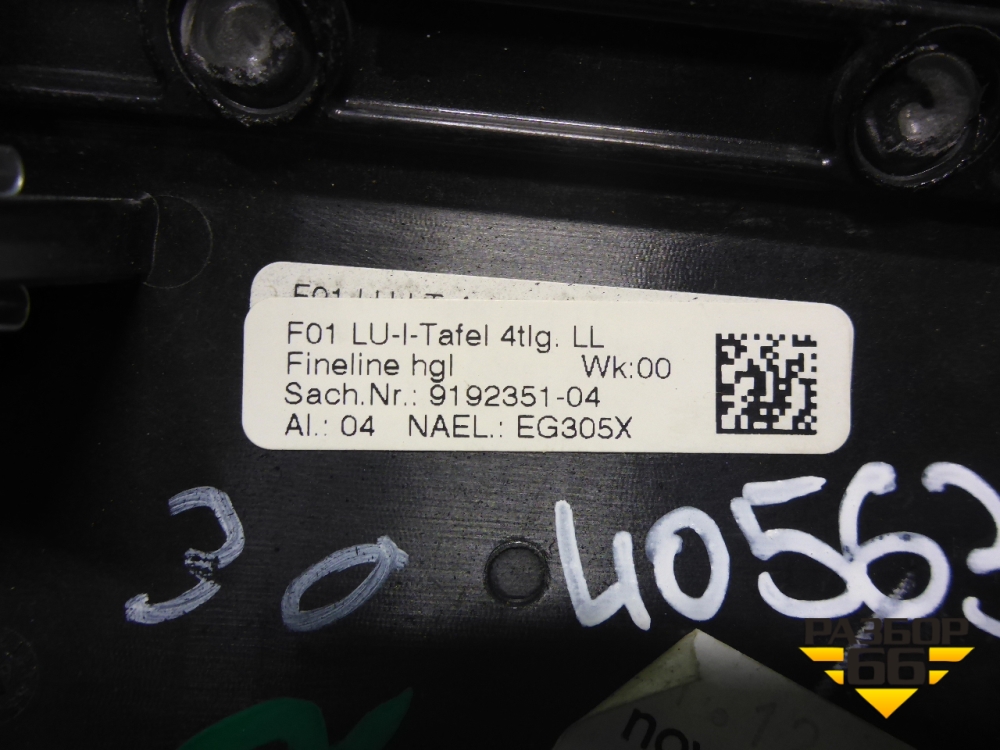 F01 LU-I-Tafel 4tlg. LL
Fineline hgl Wk:00
Sach.Nr.: 9192351-04
Al.: 04 NAEL.: EG305X
30 40563
РАЗБОР
66